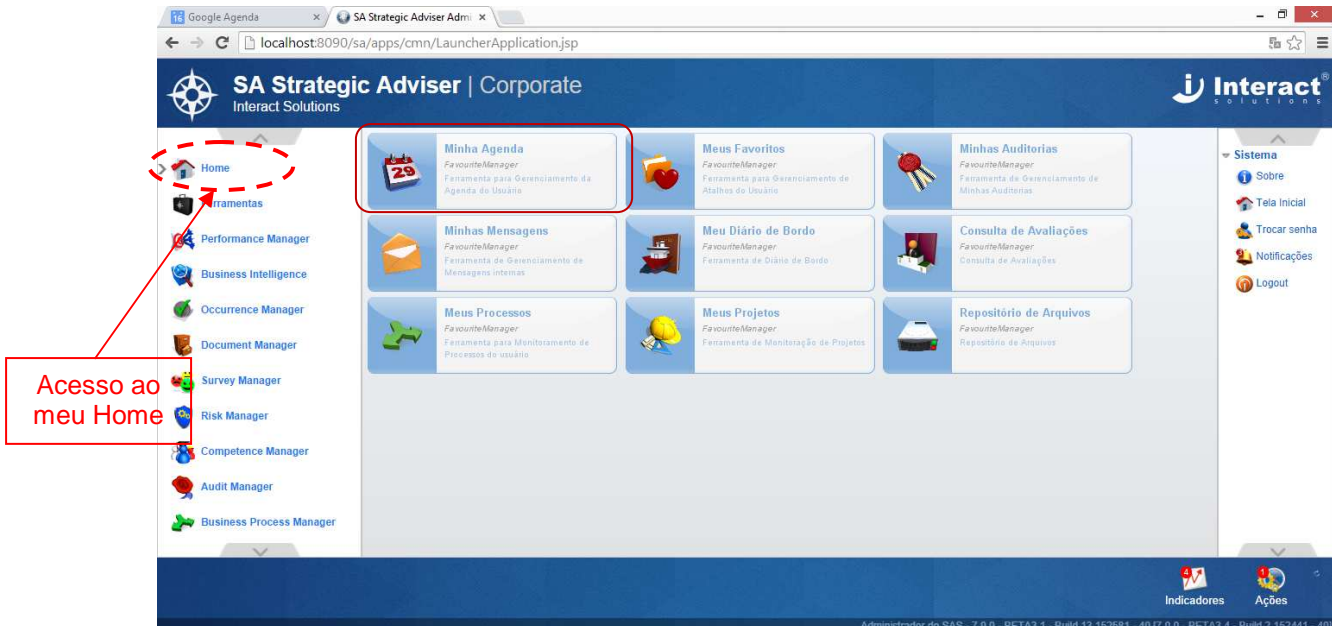 16 Google Agenda
SA Strategic Adviser Admi
localhost:8090/sa/apps/cmn/LauncherApplication.jsp
SA Strategic Adviser | Corporate
Interact Solutions
Interact®
solutions
Home
rramentas
Performance Manager
Business Intelligence
Occurrence Manager
Document Manager
Survey Manager
Risk Manager
Competence Manager
Audit Manager
Business Process Manager
Acesso ao
meu Home
29
Minha Agenda
FavouriteManager
Ferramenta para Gerenciamento da
Agenda do Usuário
Meus Favoritos
FavouriteManager
Ferramenta para Gerenciamento de
Atalhos do Usuário
Minhas Auditorias
FavouriteManager
Ferramenta de Gerenciamento de
Minhas Auditorias
Minhas Mensagens
FavouriteManager
Ferramenta de Gerenciamento de
Mensagens internas
Meu Diário de Bordo
FavouriteManager
Ferramenta de Diário de Bordo
Consulta de Avaliações
FavouriteManager
Consulta de Avaliações
Meus Processos
FavouriteManager
Ferramenta para Monitoramento de
Processos do usuário
Meus Projetos
FavouriteManager
Ferramenta de Monitoração de Projetos
Repositório de Arquivos
FavouriteManager
Repositório de Arquivos
Sistema
Sobre
Tela Inicial
Trocar senha
Notificações
Logout
4
Indicadores
1
Ações